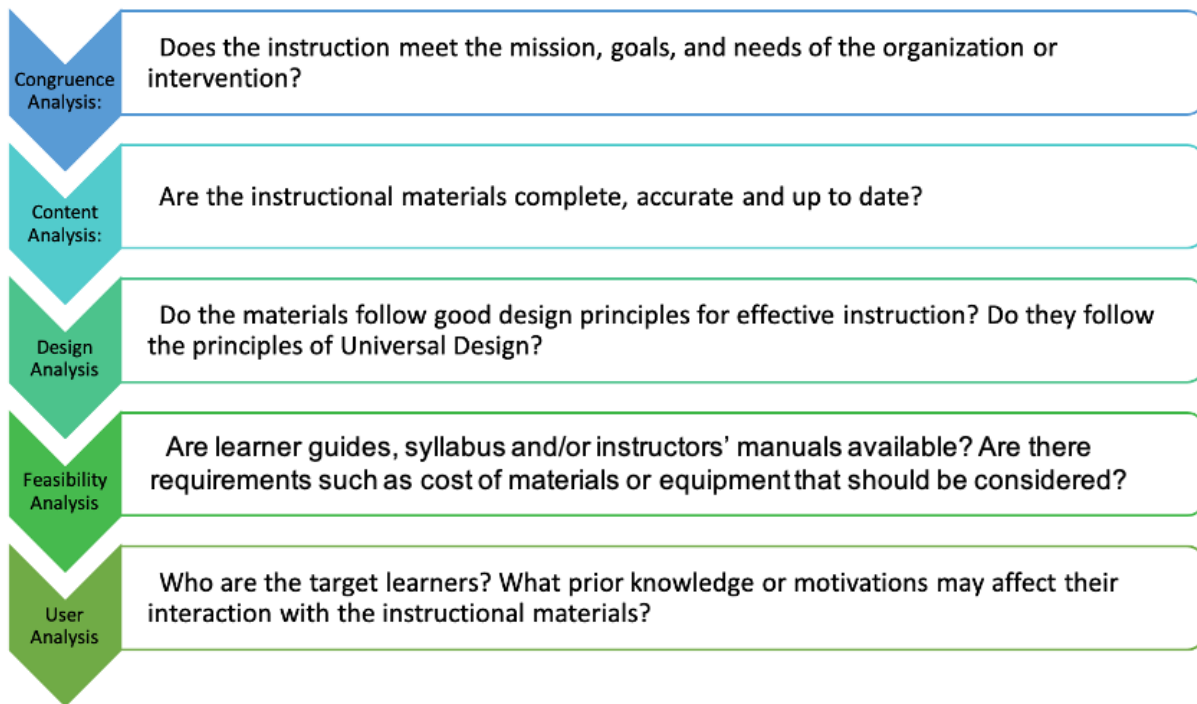 Congruence
Analysis:
Does the instruction meet the mission, goals, and needs of the organization or
intervention?
Content
Analysis:
Are the instructional materials complete, accurate and up to date?
Design
Analysis
Do the materials follow good design principles for effective instruction? Do they follow
the principles of Universal Design?
Feasibility
Analysis
Are learner guides, syllabus and/or instructors’ manuals available? Are there
requirements such as cost of materials or equipment that should be considered?
User
Analysis
Who are the target learners? What prior knowledge or motivations may affect their
interaction with the instructional materials?